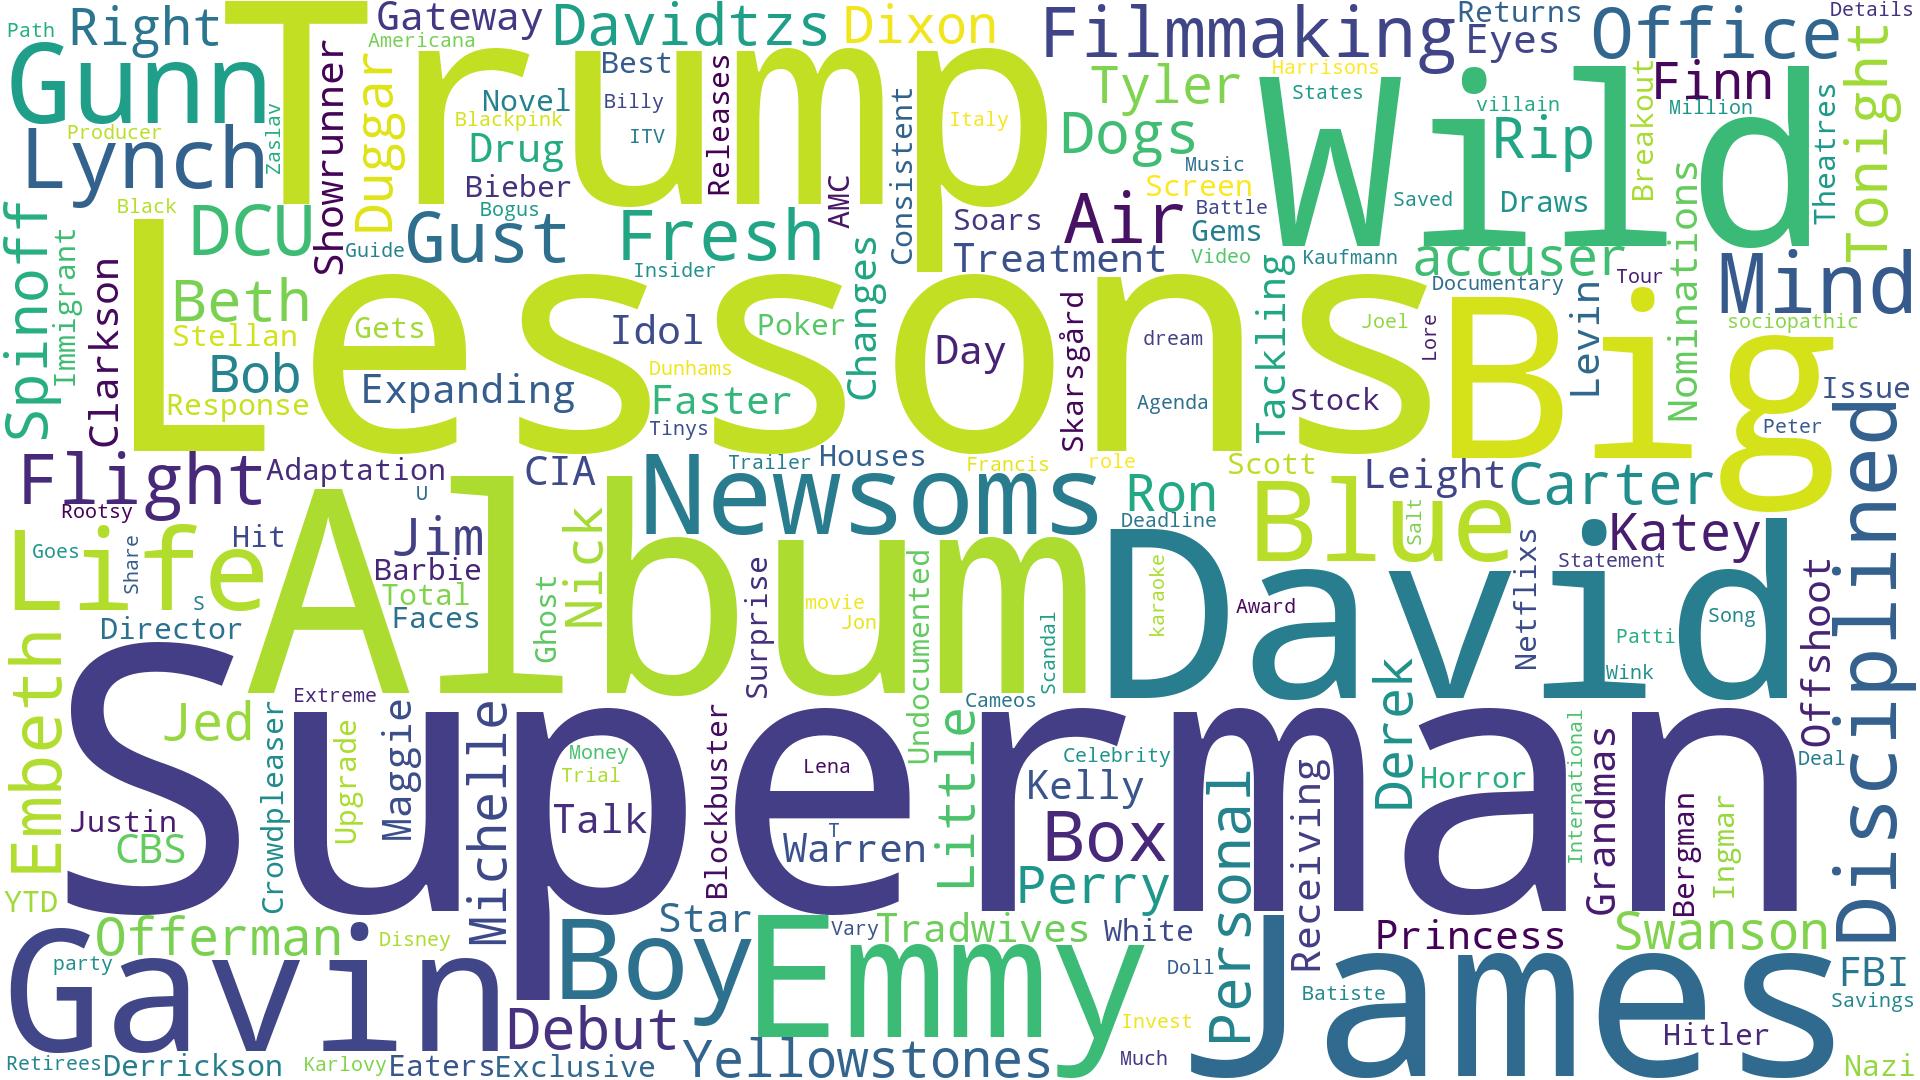 Path
Right
Trump
Gateway
Davidtzs
Dixon
Filmmaking
Returns
Eyes
Office
Details
Americana
Gunn
Showrunner
Duggar
Best
Releases
Novel
Billy
Blackpink
ITV
Consistent
Italy
Tyler
Harrisons
States
Wild
villain
Breakout
Finn
Million
Theatres
Tonight
Producer
Zaslav
Lynch
Drug
Bieber
Dogs
Music
Rip
Screen
Saved
Draws
Black
Bogus
AMC
Soars
Air
Battle
Gems
Spinoff
Immigrant
DCU
Guide
Gust
Fresh
Changes
Treatment
Video
Tackling
Kaufmann
accuser
Nominations
Mind
Clarkson
Lessons
Insider
Documentary
Tour
Levin
Beth
Stellan
Gets
Idol
Poker
Day
Skarsgård
dream
Joel
Lore
Big
sociopathic
Bob
Response
Expanding
Dunhams
Faster
Tinys
Agenda
Stock
Issue
Peter
Disciplined
Flight
Adaptation
CIA
Newsoms
Trailer
Houses
Francis
role
Scott
Leight
Carter
Rootsy
U
Ron
Deadline
Blue
Salt
Katey
Life
Goes
Share
Hit
Jim
Album
Nick
Statement
Netflixs
Barbie
Total
Faces
Ghost
Surprise
movie
Jon
Undocumented
Scandal
karaoke
David
Award
Song
Patti
Wink
Offshoot
S
Director
Embeth
Superman
Extreme
Cameos
Derek
Jed
Crowdpleaser
Upgrade
Maggie
Michelle
Money
Trial
Lena
Blockbuster
Little
Celebrity
Kelly
Personal
Receiving
Horror
International
Grandmas
Deal
Justin
CBS
Talk
T
Warren
Box
Perry
Bergman
Ingmar
YTD
Offerman
Disney
Star
Vary
Tradwives
White
Princess
Swanson
party
Gavin
Boy
Emmy
Doll
James
Batiste
FBI
Savings
Debut
Invest
Hitler
Retirees
Derrickson
Karlovy
Eaters
Exclusive
Yellowstones
Much
Nazi